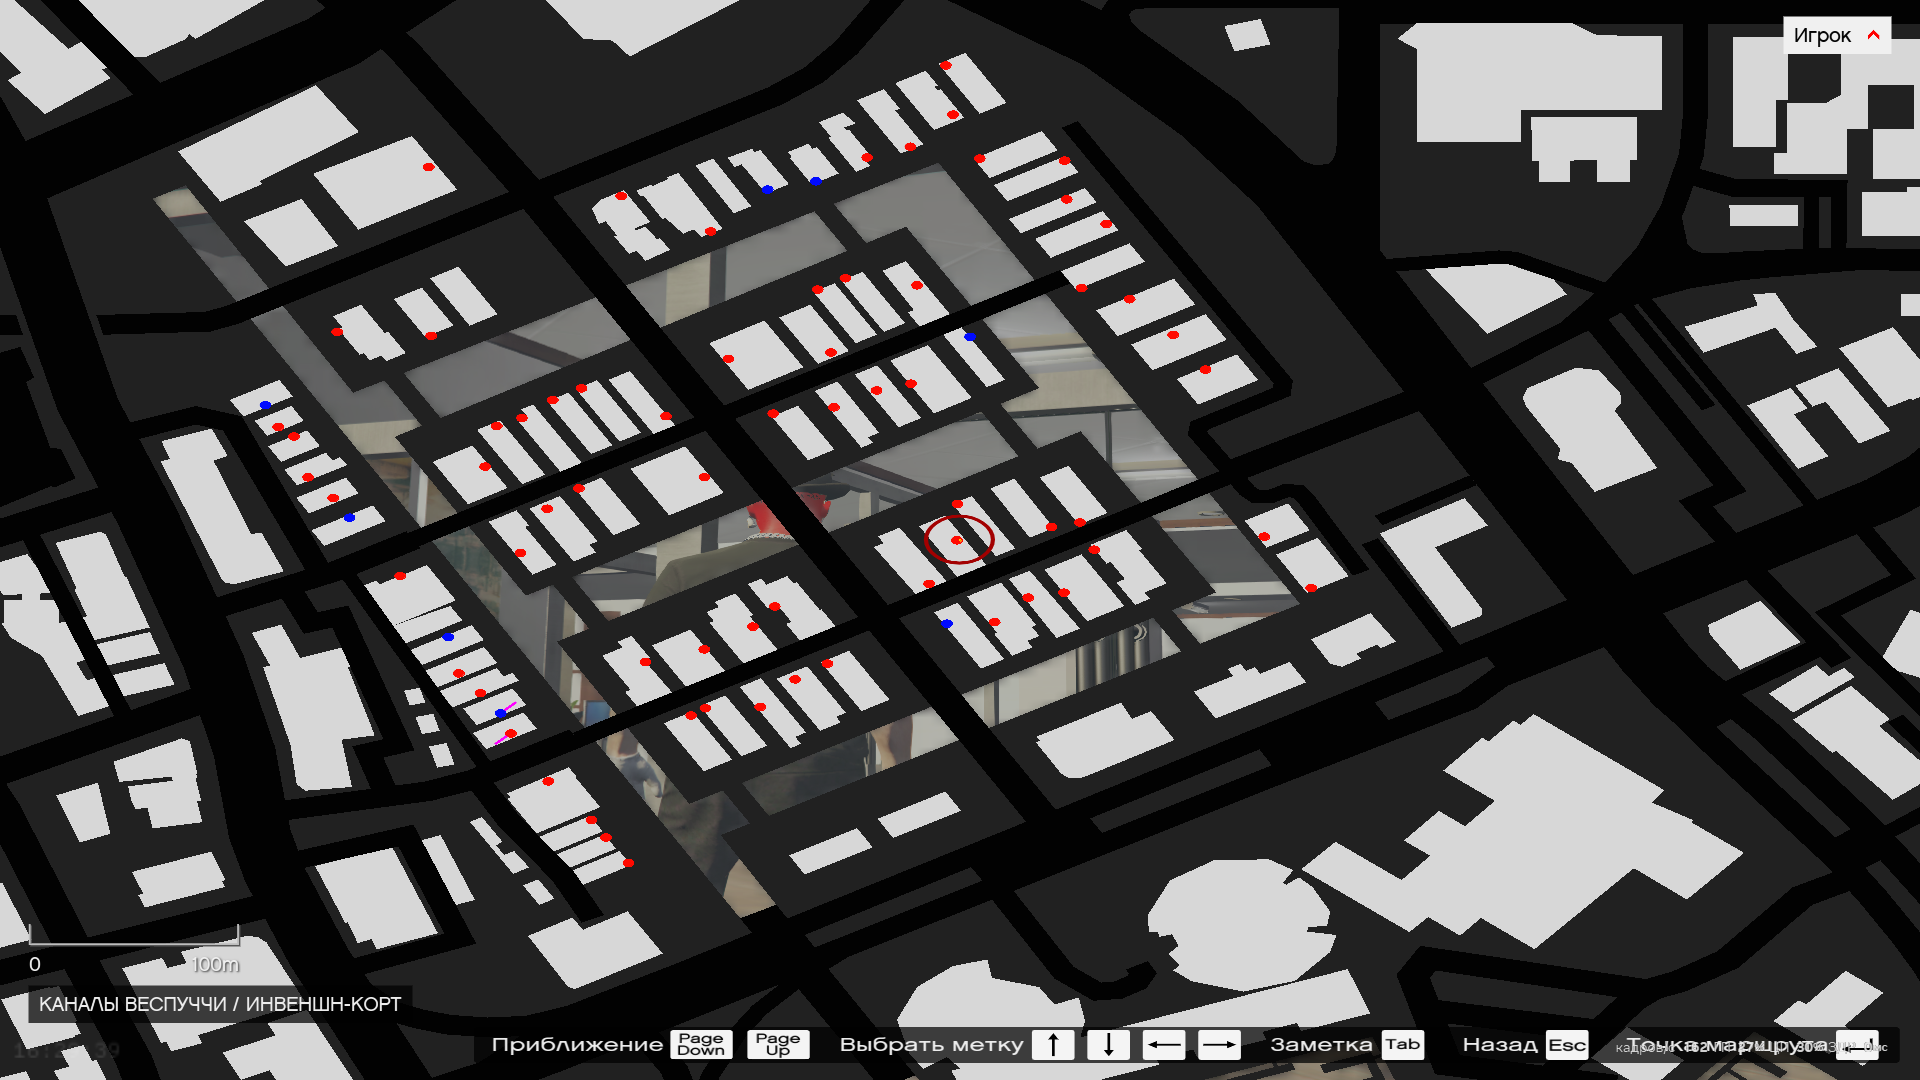 Игрок
0 100m
КАНАЛЫ ВЕСПУЧЧИ / ИНВЕНШН-КОРТ
Приближение Page Down Page Up Выбрать метку ↑ ↓ ← → Заметка Tab Назад Esc Точка маршрута